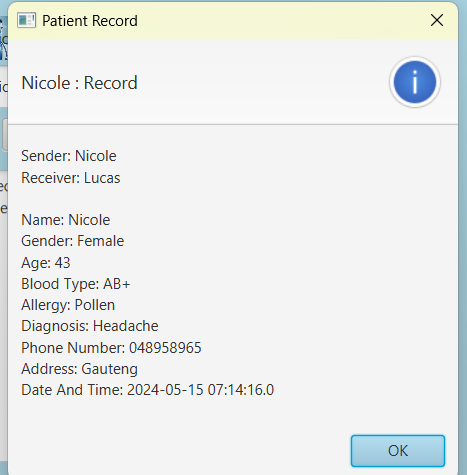 Patient Record
Nicole : Record
Sender: Nicole
Receiver: Lucas
Name: Nicole
Gender: Female
Age: 43
Blood Type: AB+
Allergy: Pollen
Diagnosis: Headache
Phone Number: 048958965
Address: Gauteng
Date And Time: 2024-05-15 07:14:16.0
OK